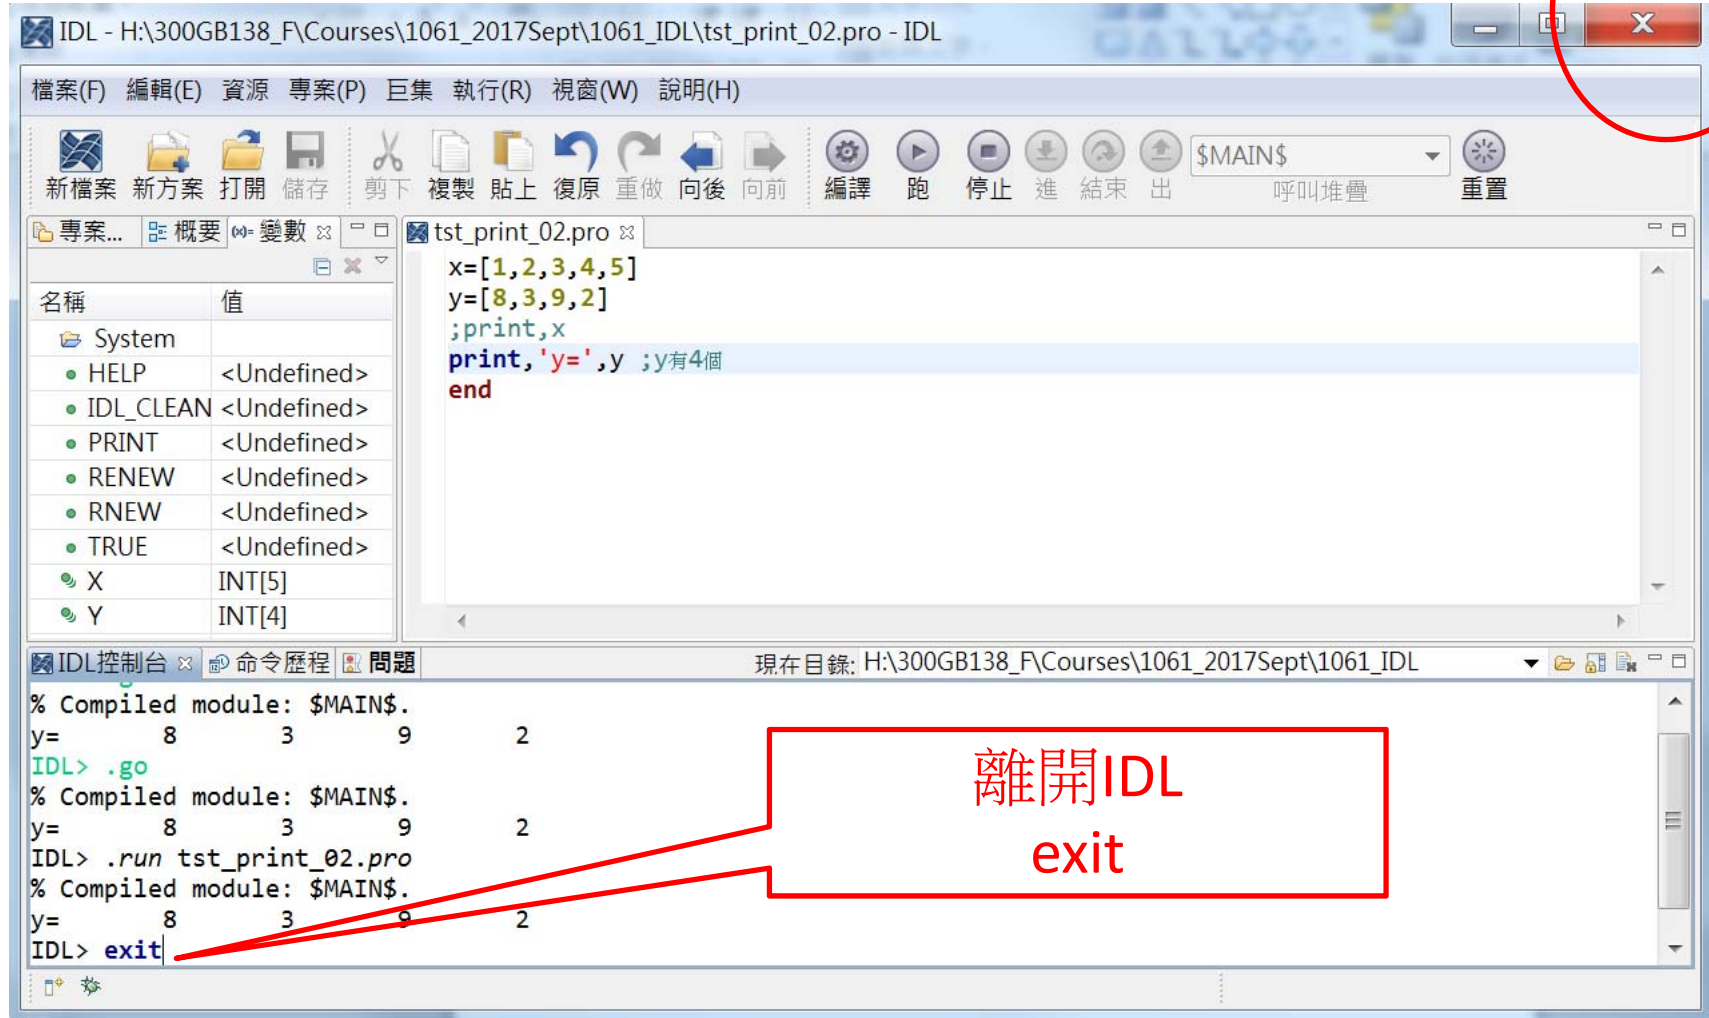 IDL - H:\300GB138_F\Courses\1061_2017Sept\1061_IDL\tst_print_02.pro - IDL
檔案(F) 編輯(E) 資源 專案(P) 巨集 執行(R) 視窗(W) 說明(H)
新檔案 新方案 打開 儲存 剪下 複製 貼上 復原 重做 向後 向前 編譯 跑 停止 進 結束 出 $MAIN$ 呼叫堆疊 重置
專案... 概要 變數
名稱 值
System
HELP <Undefined>
IDL_CLEAN <Undefined>
PRINT <Undefined>
RENEW <Undefined>
RNEW <Undefined>
TRUE <Undefined>
X INT[5]
Y INT[4]
tst_print_02.pro
x=[1,2,3,4,5]
y=[8,3,9,2]
;print,x
print,'y=',y ;y有4個
end
IDL控制台 命令歷程 問題 現在目錄: H:\300GB138_F\Courses\1061_2017Sept\1061_IDL
% Compiled module: $MAIN$.
y= 8 3 9 2
IDL> .go
% Compiled module: $MAIN$.
y= 8 3 9 2
IDL> .run tst_print_02.pro
% Compiled module: $MAIN$.
y= 8 3 9 2
IDL> exit
離開IDL
exit